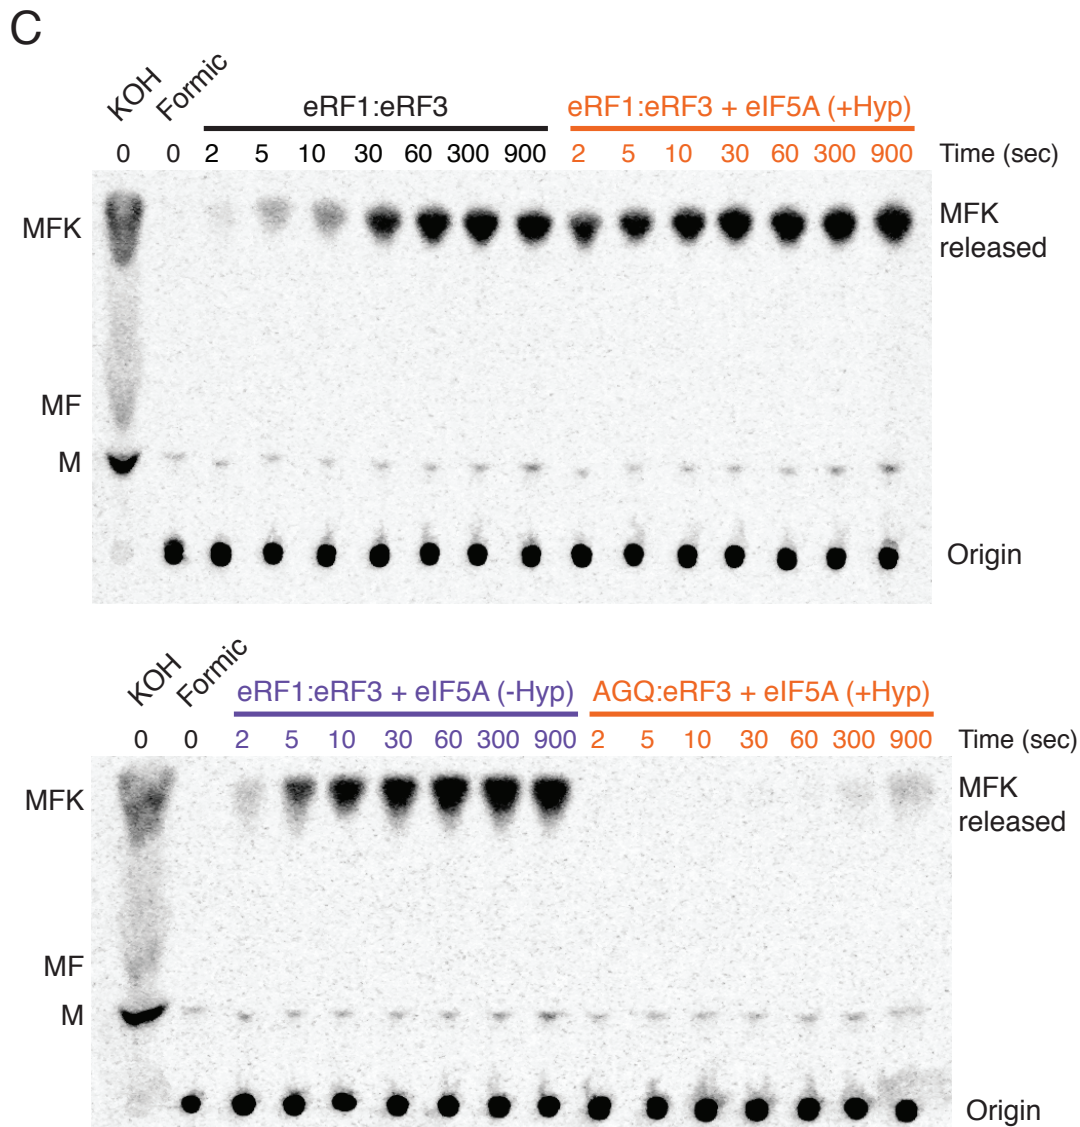 C
KOH Formic eRF1:eRF3 eRF1:eRF3 + eIF5A (+Hyp)
0 0 2 5 10 30 60 300 900 2 5 10 30 60 300 900 Time (sec)
MFK
MFK
released
MF
M
Origin
KOH Formic eRF1:eRF3 + eIF5A (-Hyp) AGQ:eRF3 + eIF5A (+Hyp)
0 0 2 5 10 30 60 300 900 2 5 10 30 60 300 900 Time (sec)
MFK
MFK
released
MF
M
Origin